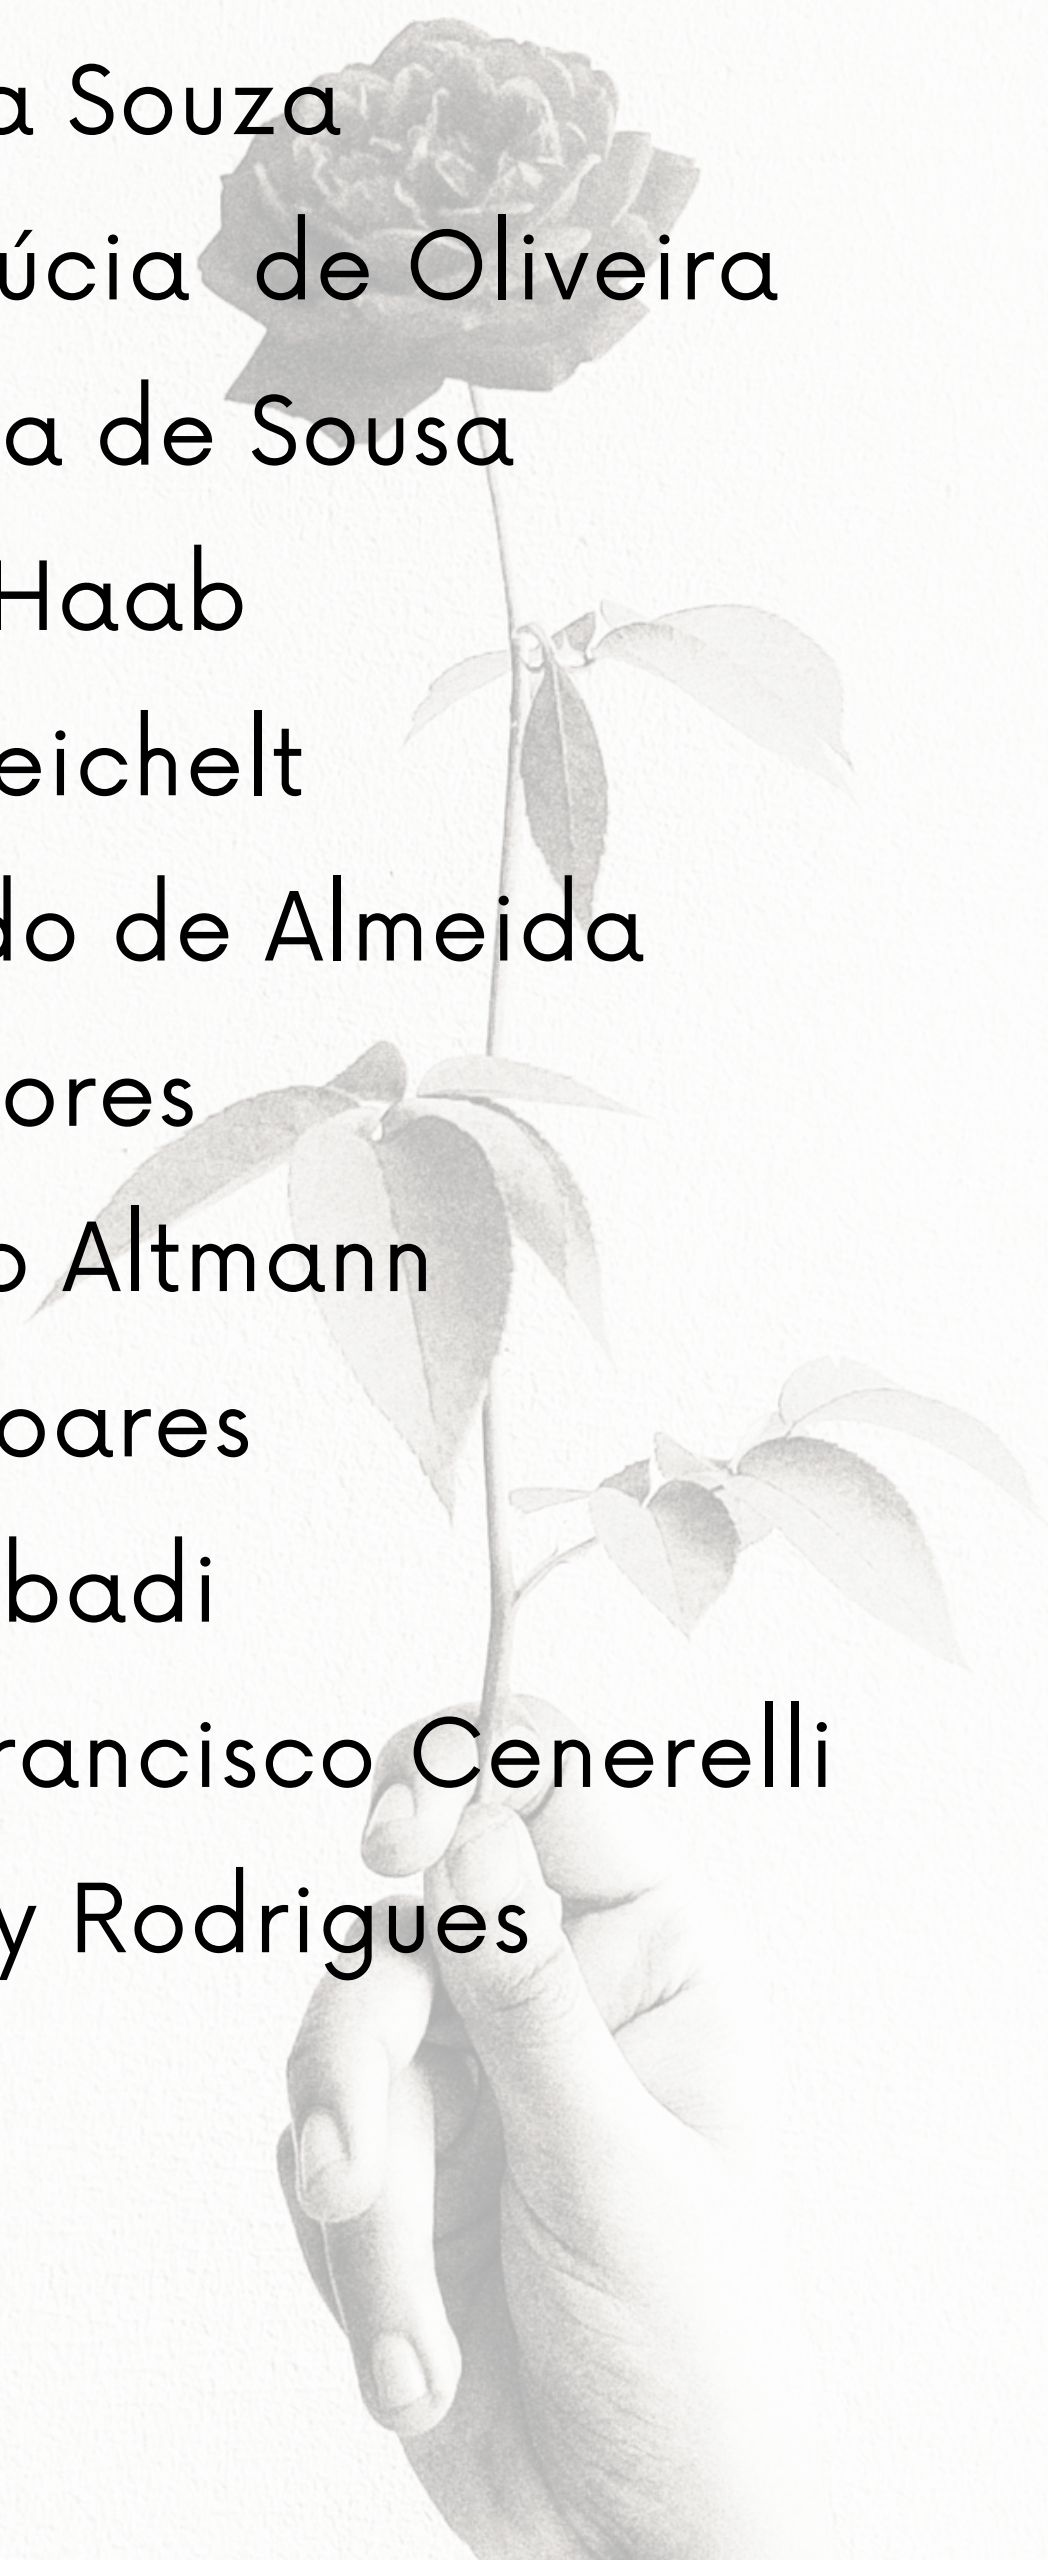 a Souza
úcia de Oliveira
a de Sousa
Haab
eichelt
do de Almeida
ores
o Altmann
oares
badi
rancisco Cenerelli
y Rodrigues